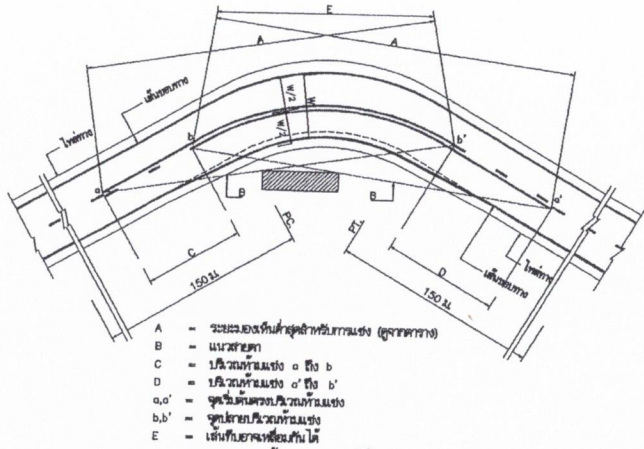 E
A
A
ไหล่ทาง
เส้นขอบทาง
W/2
W
W/2
b
b'
a
a'
B
B
C
PC.
PT.
D
150 ม.
150 ม.
เส้นขอบทาง
ไหล่ทาง
A = ระยะมองเห็นต่ำสุดสำหรับการแซง (ดูจากตาราง)
B = แนวสายตา
C = บริเวณห้ามแซง a ถึง b
D = บริเวณห้ามแซง a' ถึง b'
a,a' = จุดเริ่มต้นตรงบริเวณห้ามแซง
b,b' = จุดปลายบริเวณห้ามแซง
E = เส้นทึบอาจเหลื่อมกันได้